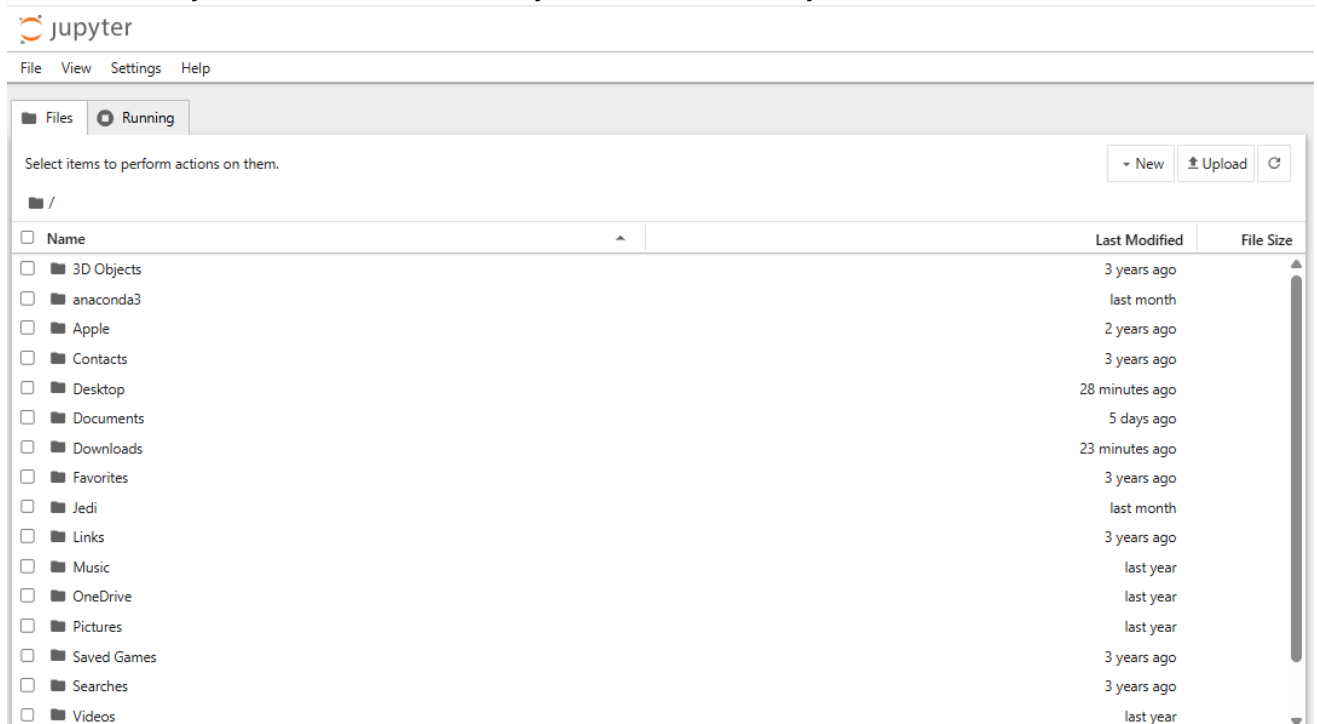 jupyter
File View Settings Help
Files Running
Select items to perform actions on them.
New Upload
/
Name Last Modified File Size
3D Objects 3 years ago
anaconda3 last month
Apple 2 years ago
Contacts 3 years ago
Desktop 28 minutes ago
Documents 5 days ago
Downloads 23 minutes ago
Favorites 3 years ago
Jedi last month
Links 3 years ago
Music last year
OneDrive last year
Pictures last year
Saved Games 3 years ago
Searches 3 years ago
Videos last year